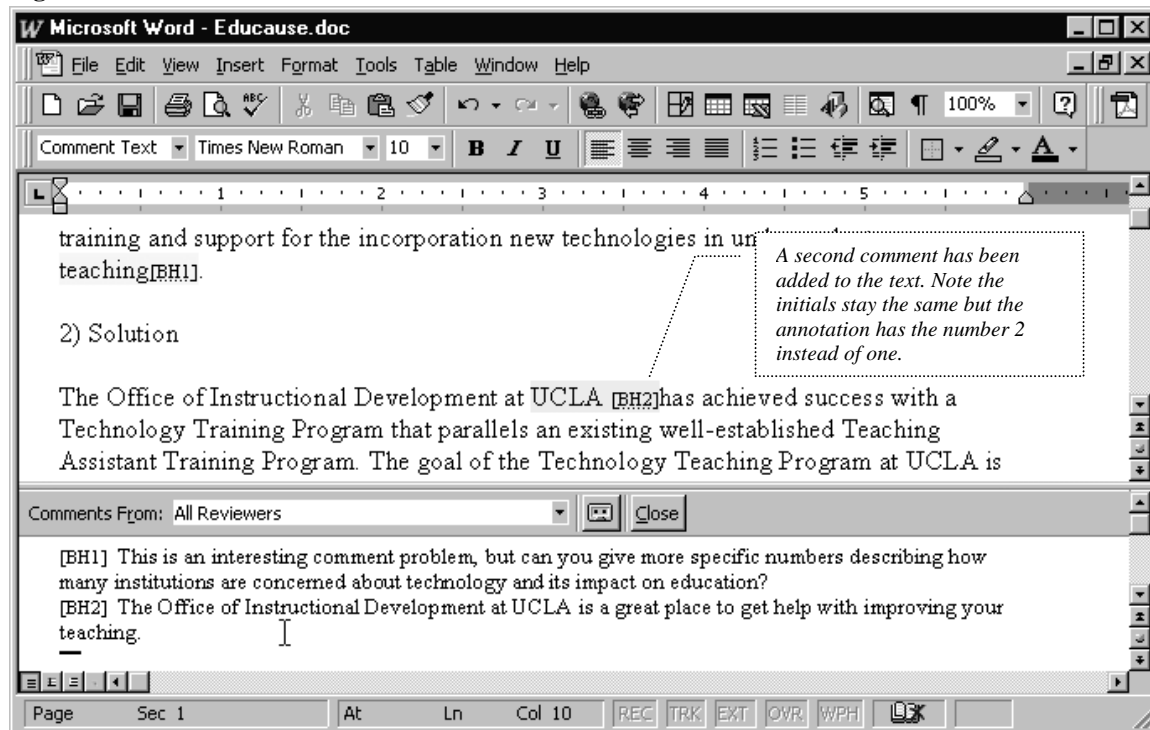 Microsoft Word - Educause.doc
File Edit View Insert Format Tools Table Window Help
ABC 100%
Comment Text Times New Roman 10 B I U A
1 2 3 4 5
training and support for the incorporation new technologies in
teaching[BH1].
A second comment has been
added to the text. Note the
initials stay the same but the
annotation has the number 2
instead of one.
2) Solution
The Office of Instructional Development at UCLA [BH2]has achieved success with a
Technology Training Program that parallels an existing well-established Teaching
Assistant Training Program. The goal of the Technology Teaching Program at UCLA is
Comments From: All Reviewers Close
[BH1] This is an interesting comment problem, but can you give more specific numbers describing how
many institutions are concerned about technology and its impact on education?
[BH2] The Office of Instructional Development at UCLA is a great place to get help with improving your
teaching.
Page Sec 1 At Ln Col 10 REC TRK EXT OVR WPH